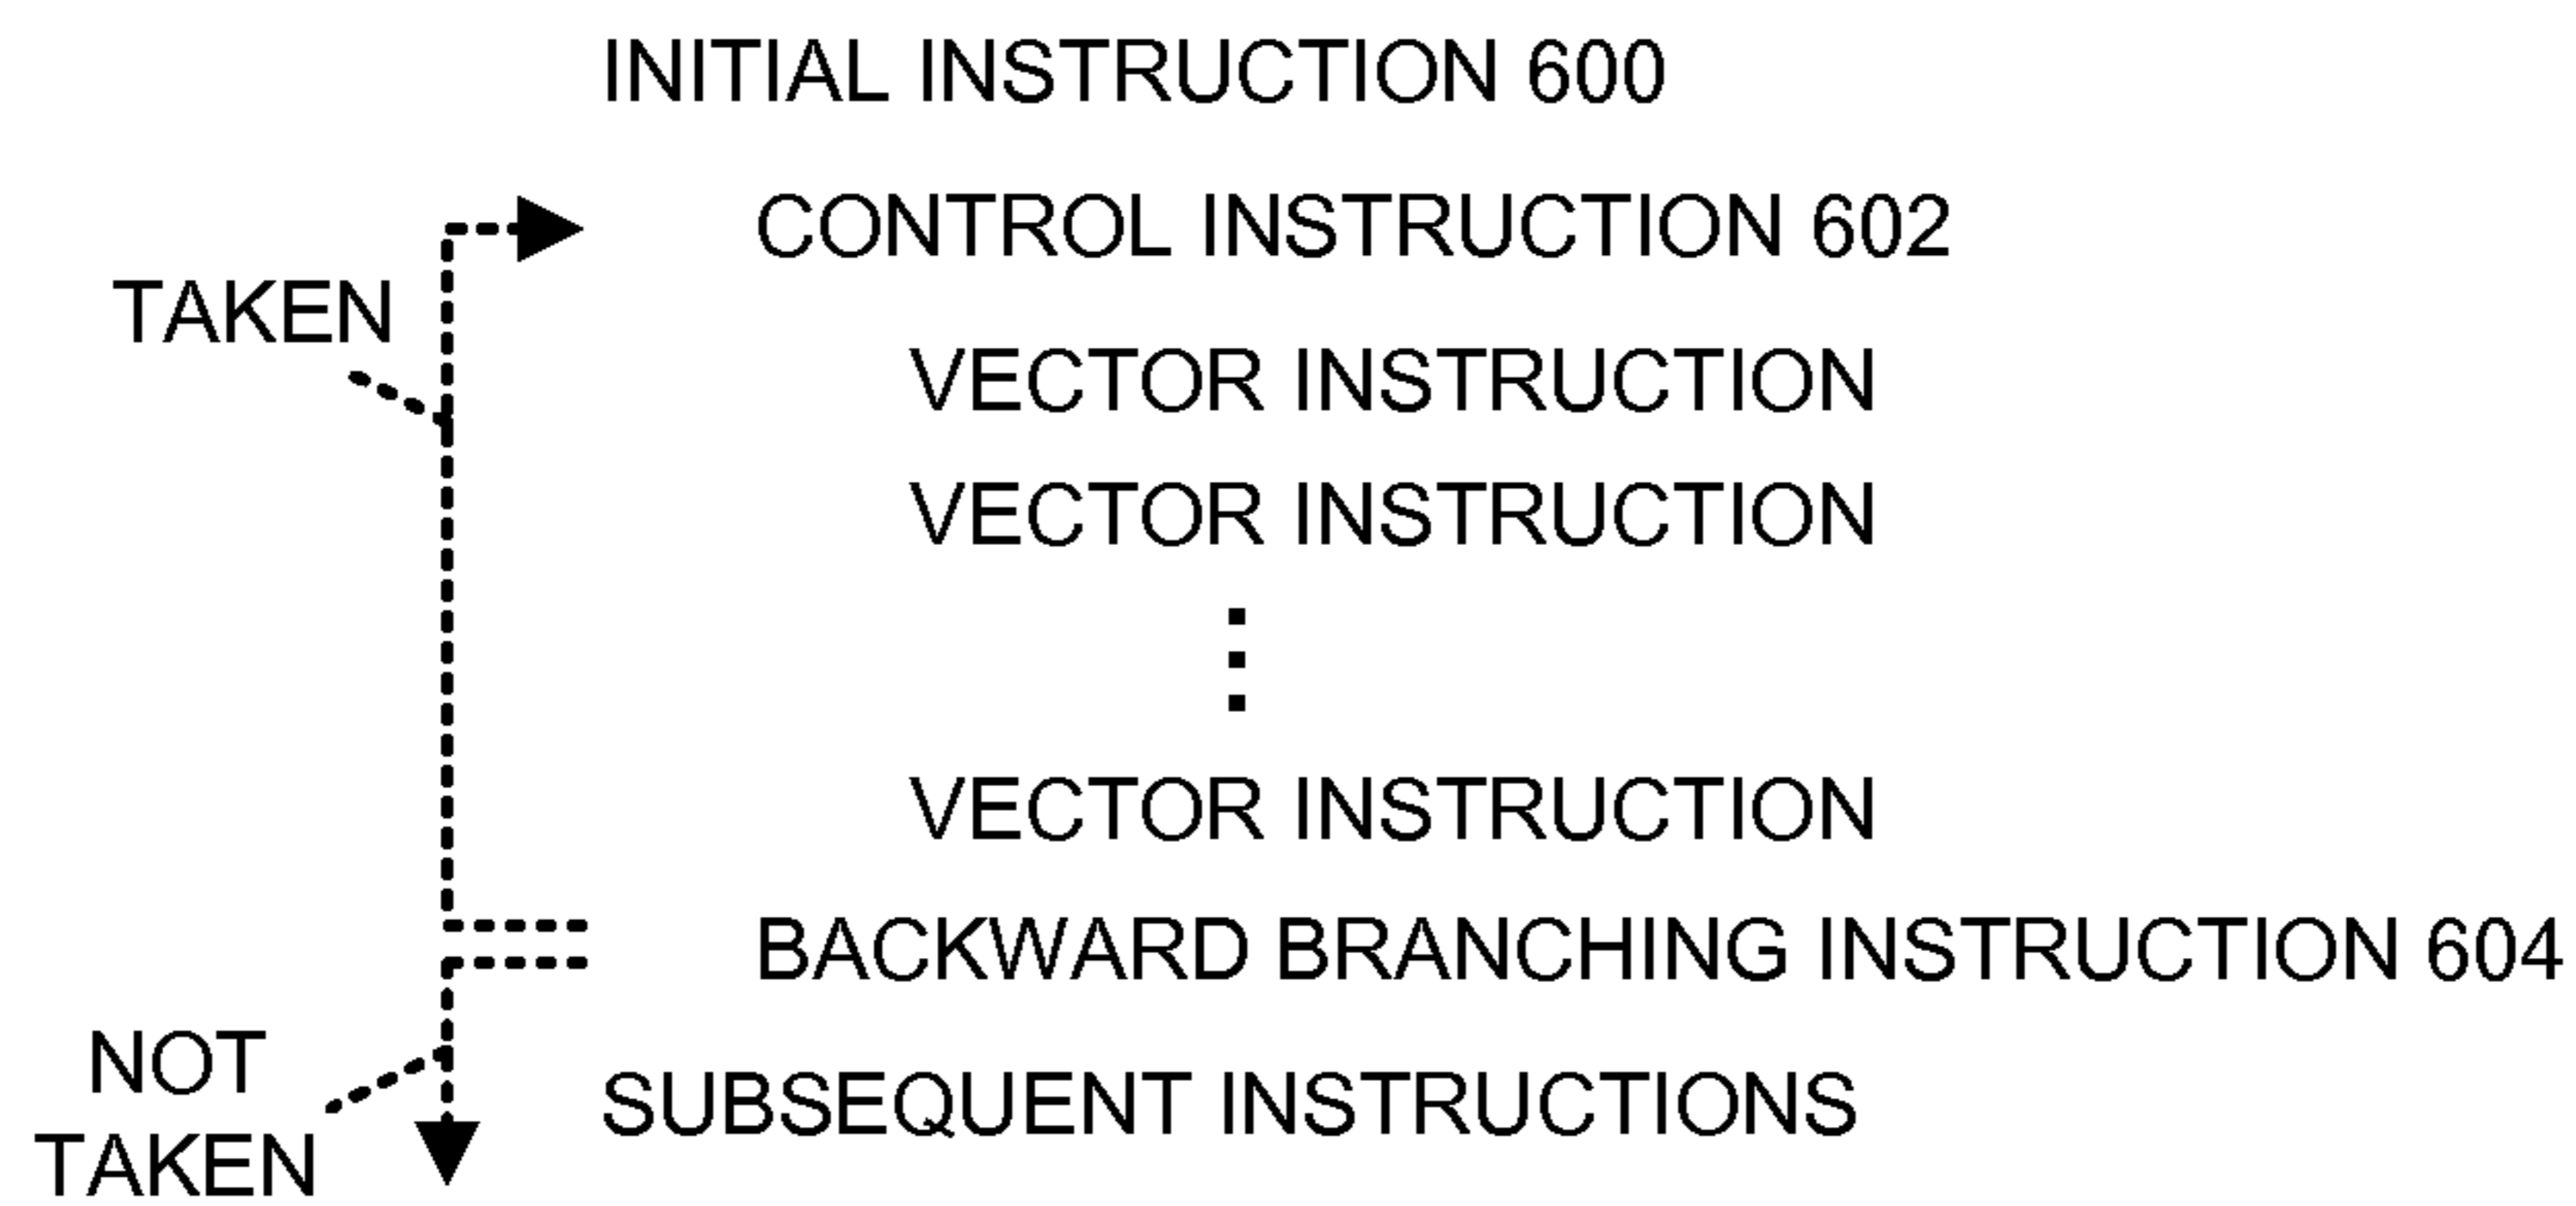 INITIAL INSTRUCTION 600
CONTROL INSTRUCTION 602
TAKEN
VECTOR INSTRUCTION
VECTOR INSTRUCTION
VECTOR INSTRUCTION
BACKWARD BRANCHING INSTRUCTION 604
NOT
TAKEN
SUBSEQUENT INSTRUCTIONS